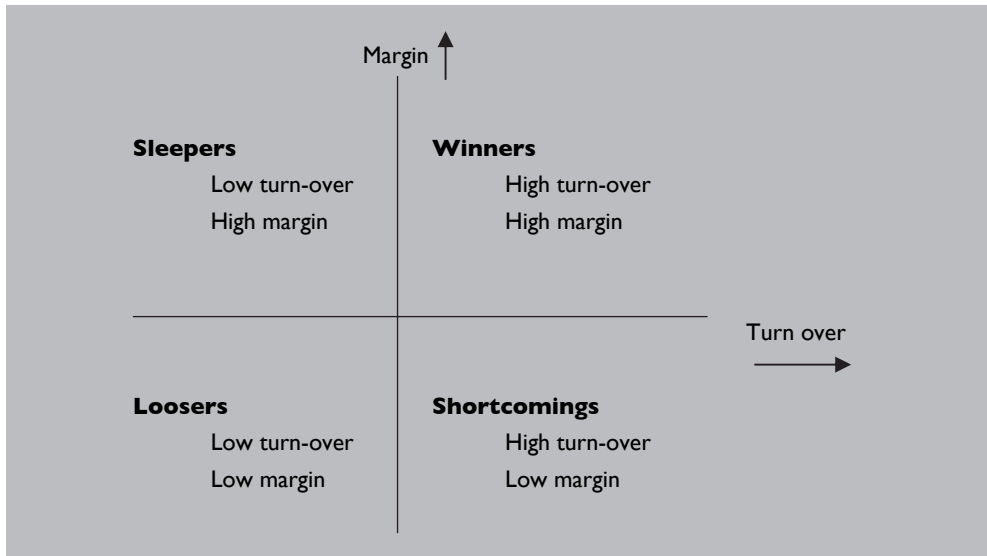 Margin
Sleepers
Low turn-over
High margin
Winners
High turn-over
High margin
Turn over
Loosers
Low turn-over
Low margin
Shortcomings
High turn-over
Low margin